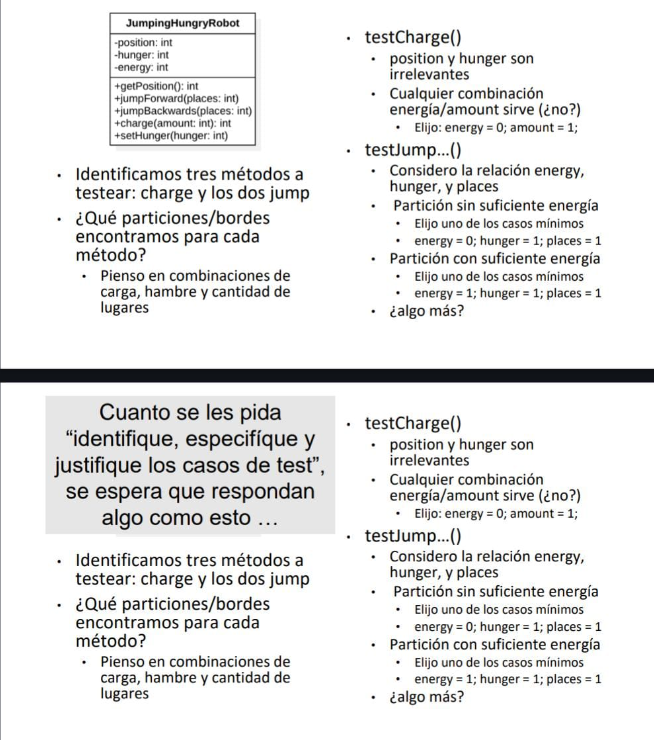 JumpingHungryRobot
-position: int
-hunger: int
-energy: int
+getPosition(): int
+jumpForward(places: int)
+jumpBackwards(places: int)
+charge(amount: int): int
+setHunger(hunger: int)
• Identificamos tres métodos a
testear: charge y los dos jump
• ¿Qué particiones/bordes
encontramos para cada
método?
• Pienso en combinaciones de
carga, hambre y cantidad de
lugares
• testCharge()
• position y hunger son
irrelevantes
• Cualquier combinación
energía/amount sirve (¿no?)
• Elijo: energy = 0; amount = 1;
• testJump...()
• Considero la relación energy,
hunger, y places
• Partición sin suficiente energía
• Elijo uno de los casos mínimos
• energy = 0; hunger = 1; places = 1
• Partición con suficiente energía
• Elijo uno de los casos mínimos
• energy = 1; hunger = 1; places = 1
• ¿algo más?
Cuanto se les pida
“identifique, especifíque y
justifique los casos de test”,
se espera que respondan
algo como esto ...
• Identificamos tres métodos a
testear: charge y los dos jump
• ¿Qué particiones/bordes
encontramos para cada
método?
• Pienso en combinaciones de
carga, hambre y cantidad de
lugares
• testCharge()
• position y hunger son
irrelevantes
• Cualquier combinación
energía/amount sirve (¿no?)
• Elijo: energy = 0; amount = 1;
• testJump...()
• Considero la relación energy,
hunger, y places
• Partición sin suficiente energía
• Elijo uno de los casos mínimos
• energy = 0; hunger = 1; places = 1
• Partición con suficiente energía
• Elijo uno de los casos mínimos
• energy = 1; hunger = 1; places = 1
• ¿algo más?